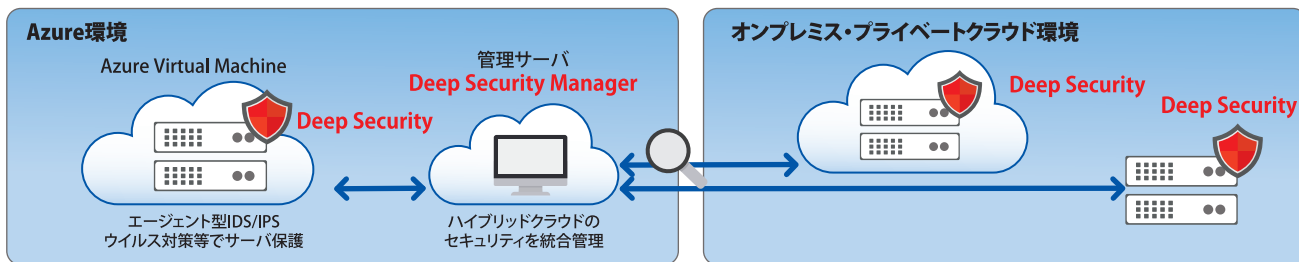 Azure環境
Azure Virtual Machine
Deep Security
エージェント型IDS/IPS
ウイルス対策等でサーバ保護
管理サーバ
Deep Security Manager
ハイブリッドクラウドの
セキュリティを統合管理
オンプレミス・プライベートクラウド環境
Deep Security
Deep Security